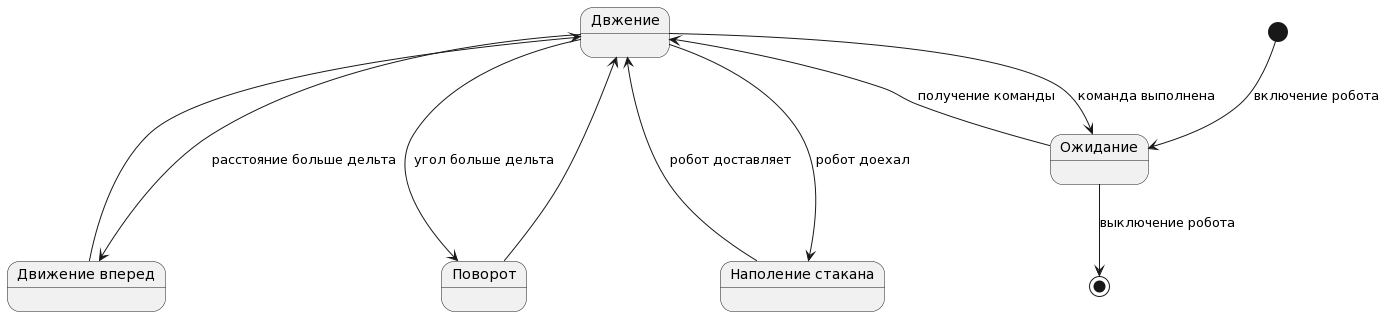 Двжение
получение команды
команда выполнена
включение робота
Ожидание
расстояние больше дельта
угол больше дельта
робот доставляет
робот доехал
выключение робота
Движение вперед
Поворот
Наполение стакана